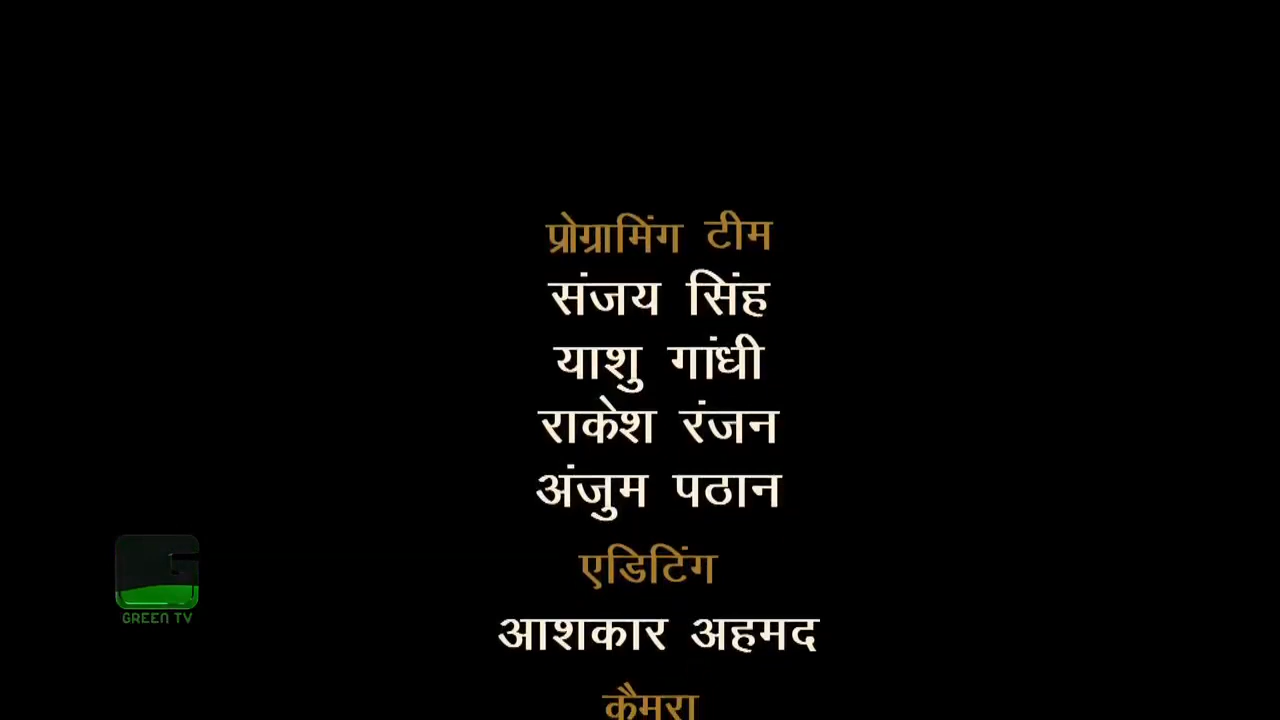 प्रोग्रामिंग टीम
संजय सिंह
याशु गांधी
राकेश रंजन
अंजुम पठान
एडिटिंग
आशकार अहमद
कैमरा
GREEN TV